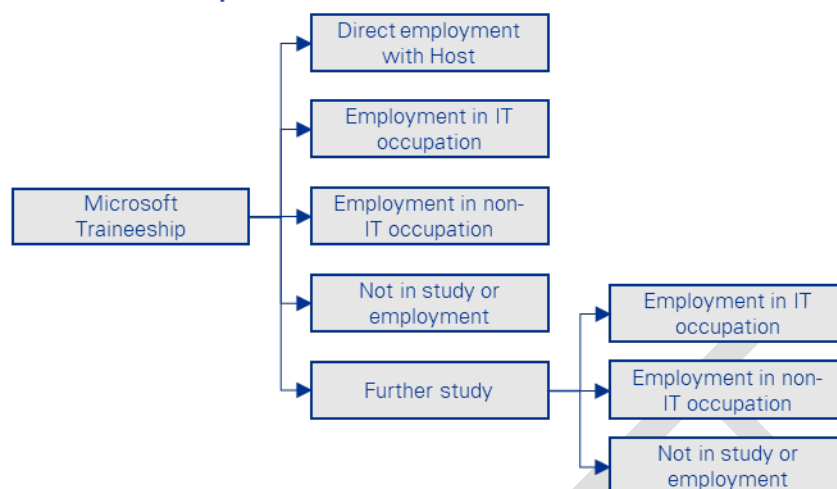 Direct employment
with Host
Employment in IT
occupation
Microsoft
Traineeship
Employment in non-
IT occupation
Not in study or
employment
Further study
Employment in IT
occupation
Employment in non-
IT occupation
Not in study or
employment